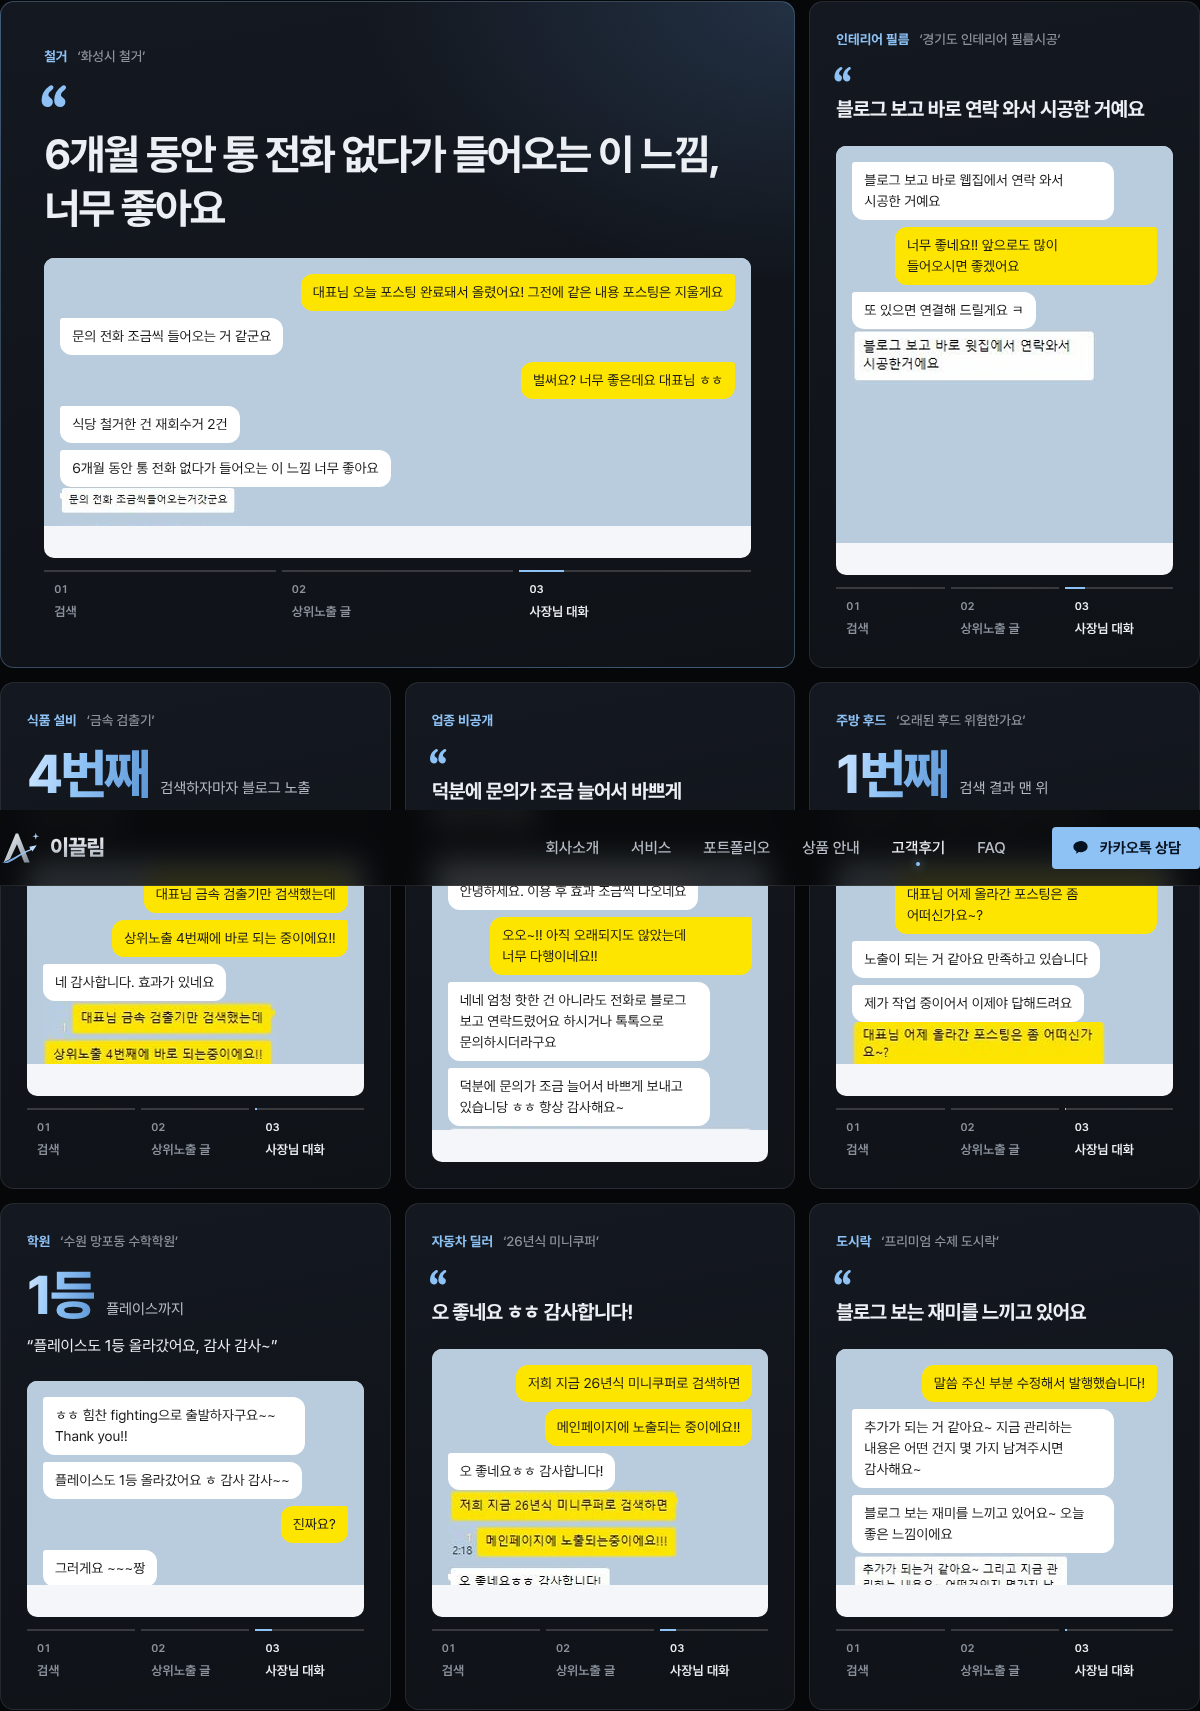 철거 ‘화성시 철거’
“
6개월 동안 통 전화 없다가 들어오는 이 느낌,
너무 좋아요
대표님 오늘 포스팅 완료돼서 올렸어요! 그전에 같은 내용 포스팅은 지울게요
문의 전화 조금씩 들어오는 거 같군요
벌써요? 너무 좋은데요 대표님 ㅎㅎ
식당 철거한 건 재회수거 2건
6개월 동안 통 전화 없다가 들어오는 이 느낌 너무 좋아요
문의 전화 조금씩들어오는거갓군요
01
검색
02
상위노출 글
03
사장님 대화
인테리어 필름 ‘경기도 인테리어 필름시공’
“
블로그 보고 바로 연락 와서 시공한 거예요
블로그 보고 바로 웹집에서 연락 와서
시공한 거예요
너무 좋네요!! 앞으로도 많이
들어오시면 좋겠어요
또 있으면 연결해 드릴게요 ㅋ
블로그 보고 바로 윗집에서 연락와서
시공한거에요
01
검색
02
상위노출 글
03
사장님 대화
식품 설비 ‘금속 검출기’
4번째 검색하자마자 블로그 노출
업종 비공개
“
덕분에 문의가 조금 늘어서 바쁘게
주방 후드 ‘오래된 후드 위험한가요’
1번째 검색 결과 맨 위
이끌림
회사소개 서비스 포트폴리오 상품 안내 고객후기 FAQ 카카오톡 상담
대표님 금속 검출기만 검색했는데
상위노출 4번째에 바로 되는 중이에요!!
네 감사합니다. 효과가 있네요
대표님 금속 검출기만 검색했는데
상위노출 4번째에 바로 되는중이에요!!
01
검색
02
상위노출 글
03
사장님 대화
안녕하세요. 이용 후 효과 조금씩 나오네요
오오~!! 아직 오래되지도 않았는데
너무 다행이네요!!
네네 엄청 핫한 건 아니라도 전화로 블로그
보고 연락드렸어요 하시거나 톡톡으로
문의하시더라구요
덕분에 문의가 조금 늘어서 바쁘게 보내고
있습니당 ㅎㅎ 항상 감사해요~
대표님 어제 올라간 포스팅은 좀
어떠신가요~?
노출이 되는 거 같아요 만족하고 있습니다
제가 작업 중이어서 이제야 답해드려요
대표님 어제 올라간 포스팅은 좀 어떠신가
요~?
01
검색
02
상위노출 글
03
사장님 대화
학원 ‘수원 망포동 수학학원’
1등 플레이스까지
“플레이스도 1등 올라갔어요, 감사 감사~”
ㅎㅎ 힘찬 fighting으로 출발하자구요~~
Thank you!!
플레이스도 1등 올라갔어요 ㅎ 감사 감사~~
진짜요?
그러게요 ~~~짱
01
검색
02
상위노출 글
03
사장님 대화
자동차 딜러 ‘26년식 미니쿠퍼’
“
오 좋네요 ㅎㅎ 감사합니다!
저희 지금 26년식 미니쿠퍼로 검색하면
메인페이지에 노출되는 중이에요!!
오 좋네요ㅎㅎ 감사합니다!
저희 지금 26년식 미니쿠퍼로 검색하면
1
2:18
메인페이지에 노출되는중이에요!!!
오 좋네요ㅎㅎ 감사합니다!
01
검색
02
상위노출 글
03
사장님 대화
도시락 ‘프리미엄 수제 도시락’
“
블로그 보는 재미를 느끼고 있어요
말씀 주신 부분 수정해서 발행했습니다!
추가가 되는 거 같아요~ 지금 관리하는
내용은 어떤 건지 몇 가지 남겨주시면
감사해요~
블로그 보는 재미를 느끼고 있어요~ 오늘
좋은 느낌이에요
추가가 되는거 같아요~ 그리고 지금 관
01
검색
02
상위노출 글
03
사장님 대화